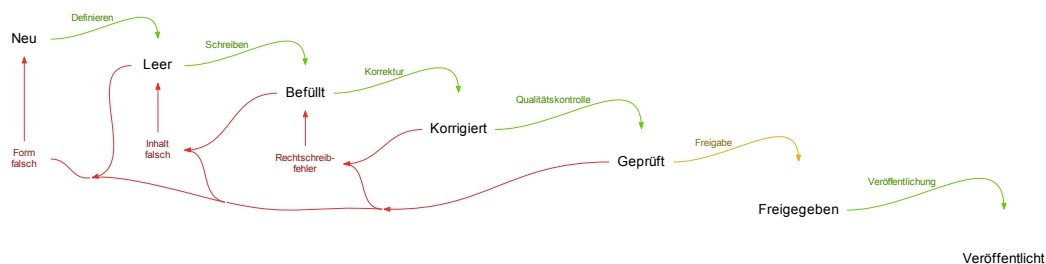 Definieren
Neu
Schreiben
Leer
Korrektur
Befüllt
Qualitätskontrolle
Korrigiert
Freigabe
Form
falsch
Inhalt
falsch
Rechtschreib-
fehler
Geprüft
Veröffentlichung
Freigegeben
Veröffentlicht